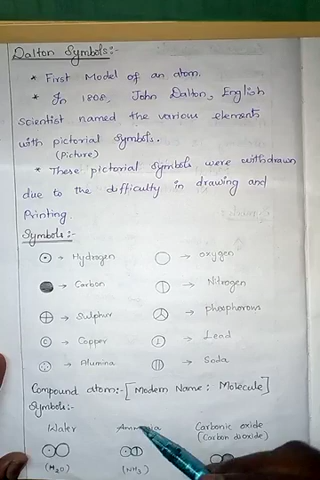 Dalton Symbols:-
* First Model of an atom.
* In 1808, John Dalton, English
scientist named the various elements
with pictorial symbols.
(Picture)
* These pictorial symbols were withdrawn
due to the difficulty in drawing and
Printing.
Symbols:-
⊙ → Hydrogen ○ → oxygen
● → Carbon ⦶ → Nitrogen
⊕ → Sulphur → phosphorous
© → Copper Ⓛ → Lead
→ Alumina → Soda
Compound atom:- [Modern Name: Molecule]
Symbols:-
Water Ammonia Carbonic oxide
(Carbon dioxide)
(H2O) (NH3)